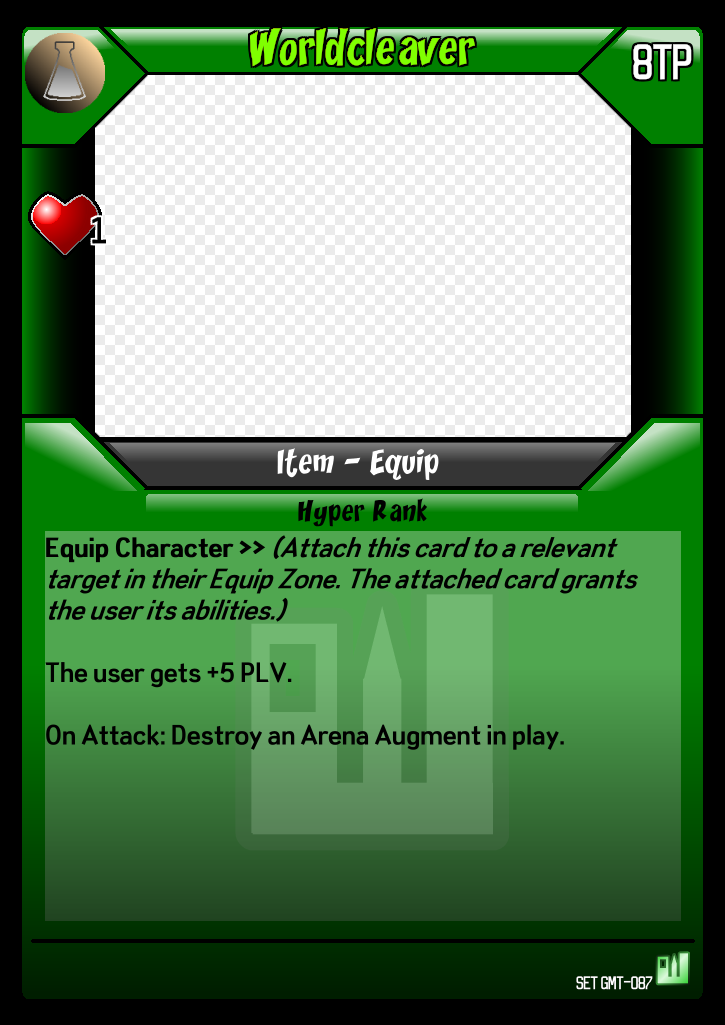 Worldcleaver
8TP
1
Item - Equip
Hyper Rank
Equip Character >> (Attach this card to a relevant
target in their Equip Zone. The attached card grants
the user its abilities.)
The user gets +5 PLV.
On Attack: Destroy an Arena Augment in play.
SET GMT-087